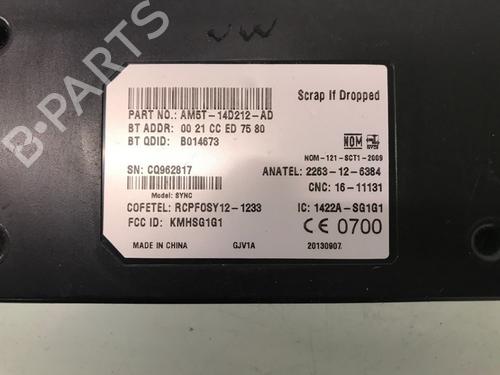 VW
B-PARTS
Scrap If Dropped
PART NO.: AM5T-14D212-AD
BT ADDR: 00 21 CC ED 75 80
BT QDID: B014673
NOM
NYCE
NOM-121-SCT1-2009
SN: CQ962817
ANATEL: 2263-12-6384
CNC: 16-11131
Model: SYNC
COFETEL: RCPFOSY12-1233
IC: 1422A-SG1G1
FCC ID: KMHSG1G1
CE 0700
MADE IN CHINA GJV1A 20130907